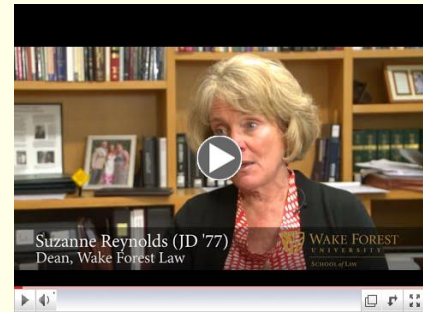 Suzanne Reynolds (JD '77)
Dean, Wake Forest Law
WAKE FOREST
UNIVERSITY
SCHOOL of LAW